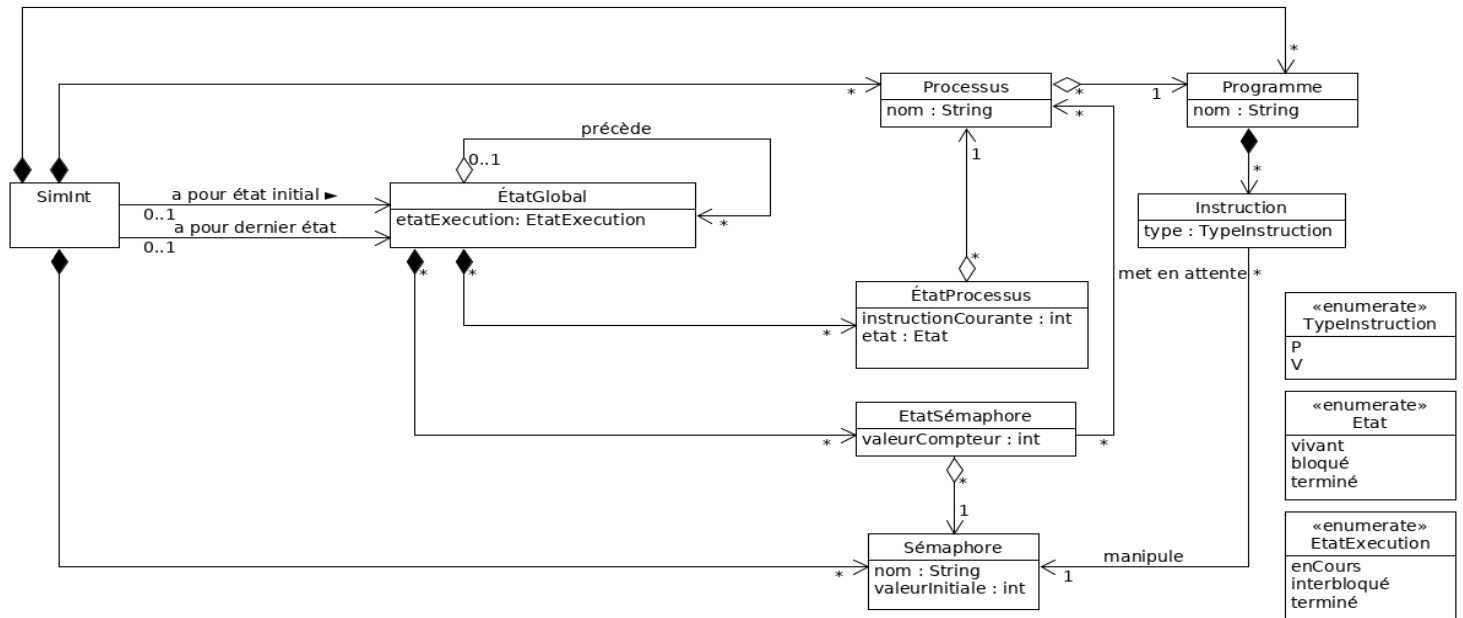 *
Processus
nom : String
*
*
1
Programme
nom : String
*
précède
0..1
1
*
SimInt
a pour état initial ►
0..1
a pour dernier état
0..1
ÉtatGlobal
etatExecution: EtatExecution
*
*
*
Instruction
type : TypeInstruction
*
met en attente *
ÉtatProcessus
instructionCourante : int
etat : Etat
*
«enumerate»
TypeInstruction
P
V
EtatSémaphore
valeurCompteur : int
*
*
*
1
«enumerate»
Etat
vivant
bloqué
terminé
Sémaphore
nom : String
valeurInitiale : int
*
manipule
1
«enumerate»
EtatExecution
enCours
interbloqué
terminé